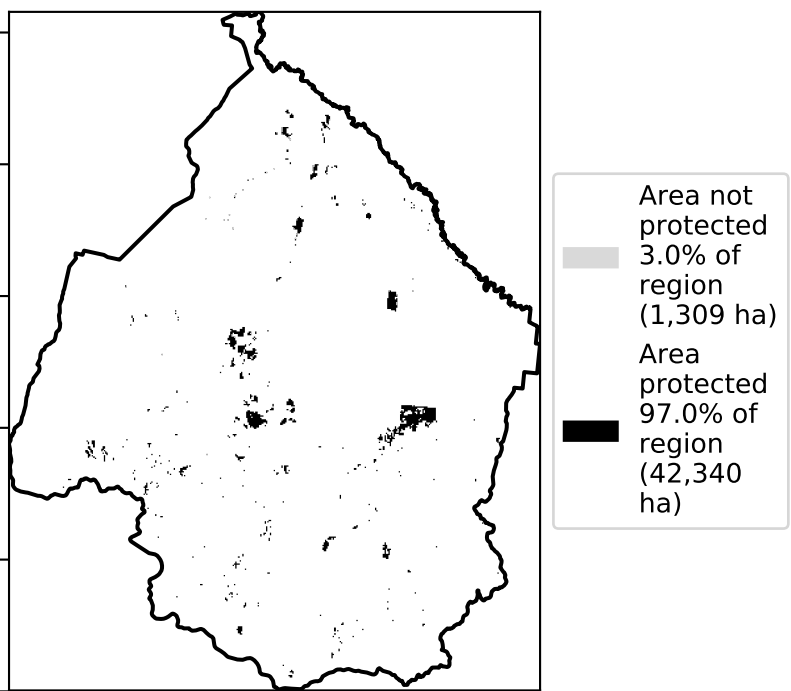 Area not
protected
3.0% of
region
(1,309 ha)
Area
protected
97.0% of
region
(42,340
ha)